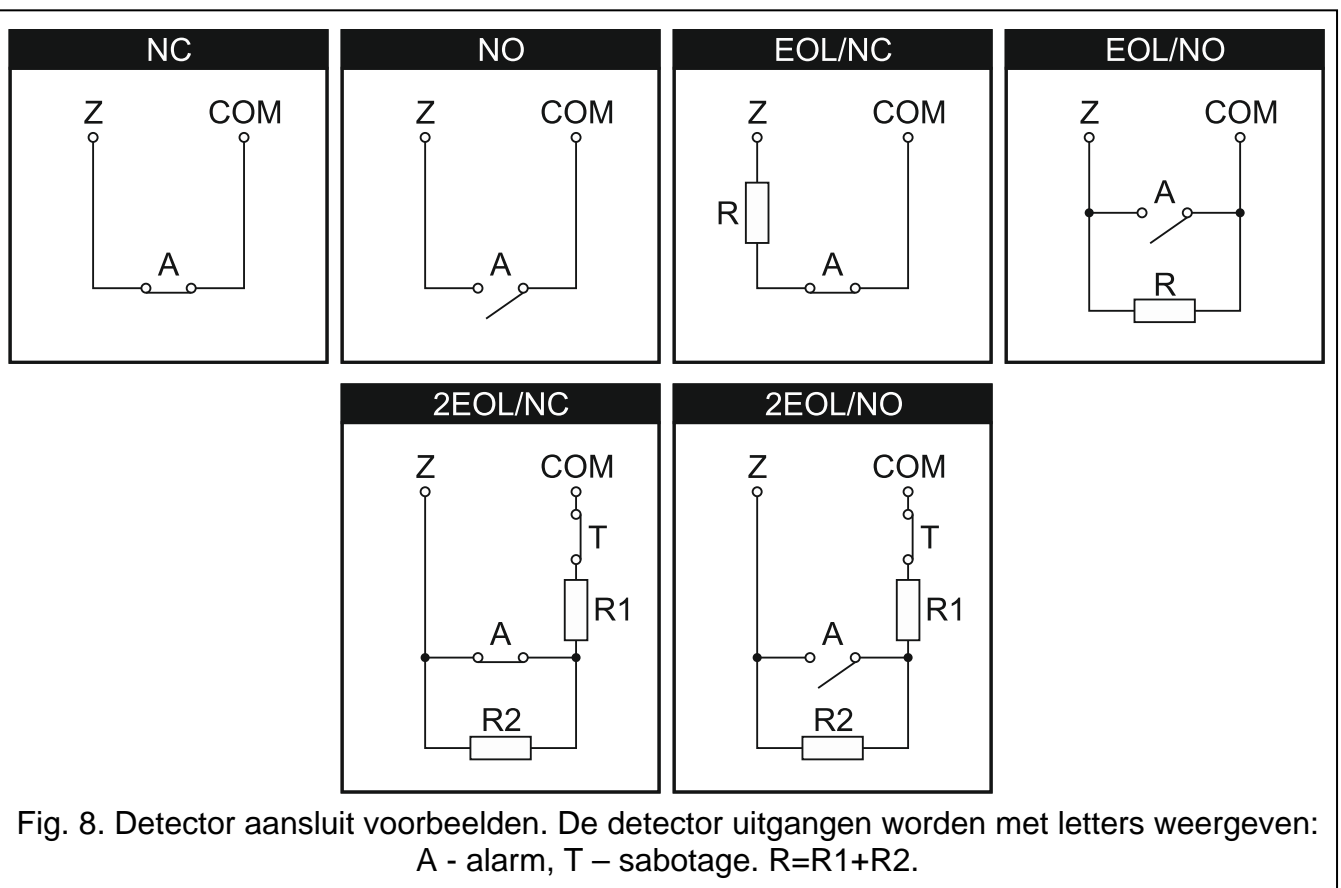 NC
Z COM
A
NO
Z COM
A
EOL/NC
Z COM
R
A
EOL/NO
Z COM
A
R
2EOL/NC
Z COM
T
R1
A
R2
2EOL/NO
Z COM
T
R1
A
R2
Fig. 8. Detector aansluit voorbeelden. De detector uitgangen worden met letters weergeven:
A - alarm, T – sabotage. R=R1+R2.